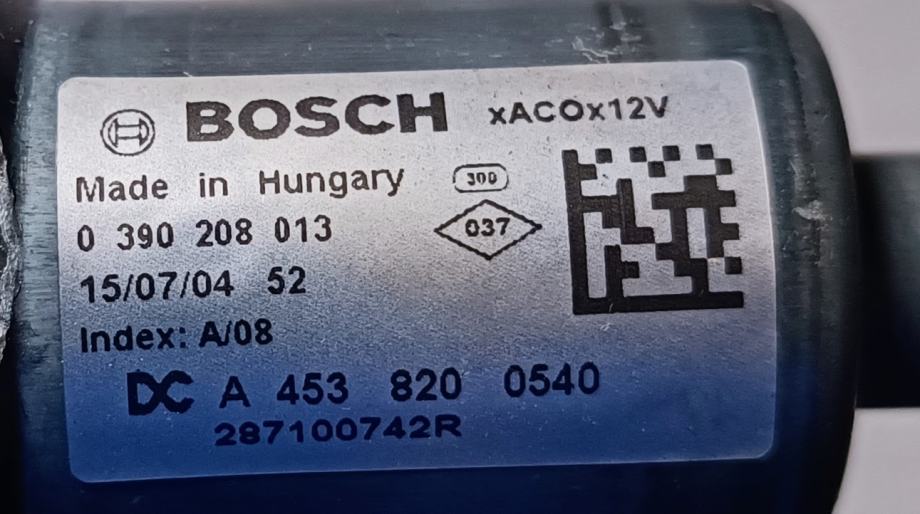 BOSCH xACOx12V
Made in Hungary 300
0 390 208 013 037
15/07/04 52
Index: A/08
DC A 453 820 0540
287100742R